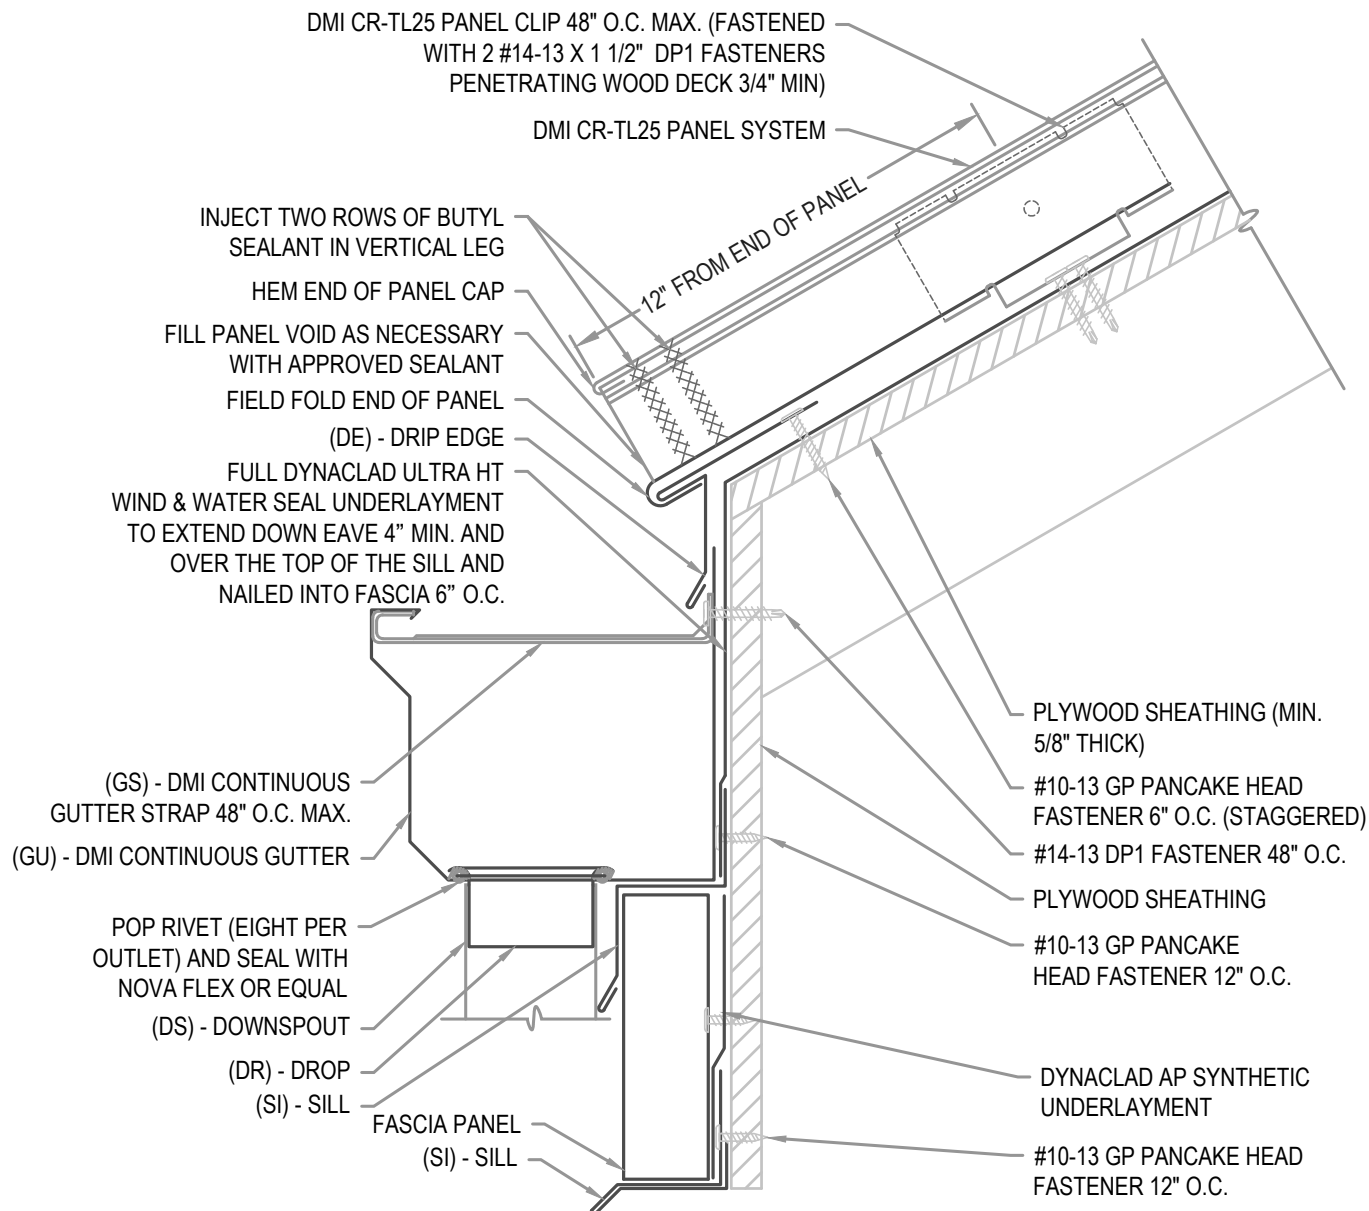 DMI CR-TL25 PANEL CLIP 48" O.C. MAX. (FASTENED
WITH 2 #14-13 X 1 1/2" DP1 FASTENERS
PENETRATING WOOD DECK 3/4" MIN)
DMI CR-TL25 PANEL SYSTEM
12" FROM END OF PANEL
INJECT TWO ROWS OF BUTYL
SEALANT IN VERTICAL LEG
HEM END OF PANEL CAP
FILL PANEL VOID AS NECESSARY
WITH APPROVED SEALANT
FIELD FOLD END OF PANEL
(DE) - DRIP EDGE
FULL DYNACLAD ULTRA HT
WIND & WATER SEAL UNDERLAYMENT
TO EXTEND DOWN EAVE 4” MIN. AND
OVER THE TOP OF THE SILL AND
NAILED INTO FASCIA 6” O.C.
(GS) - DMI CONTINUOUS
GUTTER STRAP 48" O.C. MAX.
(GU) - DMI CONTINUOUS GUTTER
POP RIVET (EIGHT PER
OUTLET) AND SEAL WITH
NOVA FLEX OR EQUAL
(DS) - DOWNSPOUT
(DR) - DROP
(SI) - SILL
FASCIA PANEL
(SI) - SILL
PLYWOOD SHEATHING (MIN.
5/8" THICK)
#10-13 GP PANCAKE HEAD
FASTENER 6" O.C. (STAGGERED)
#14-13 DP1 FASTENER 48" O.C.
PLYWOOD SHEATHING
#10-13 GP PANCAKE
HEAD FASTENER 12" O.C.
DYNACLAD AP SYNTHETIC
UNDERLAYMENT
#10-13 GP PANCAKE HEAD
FASTENER 12" O.C.